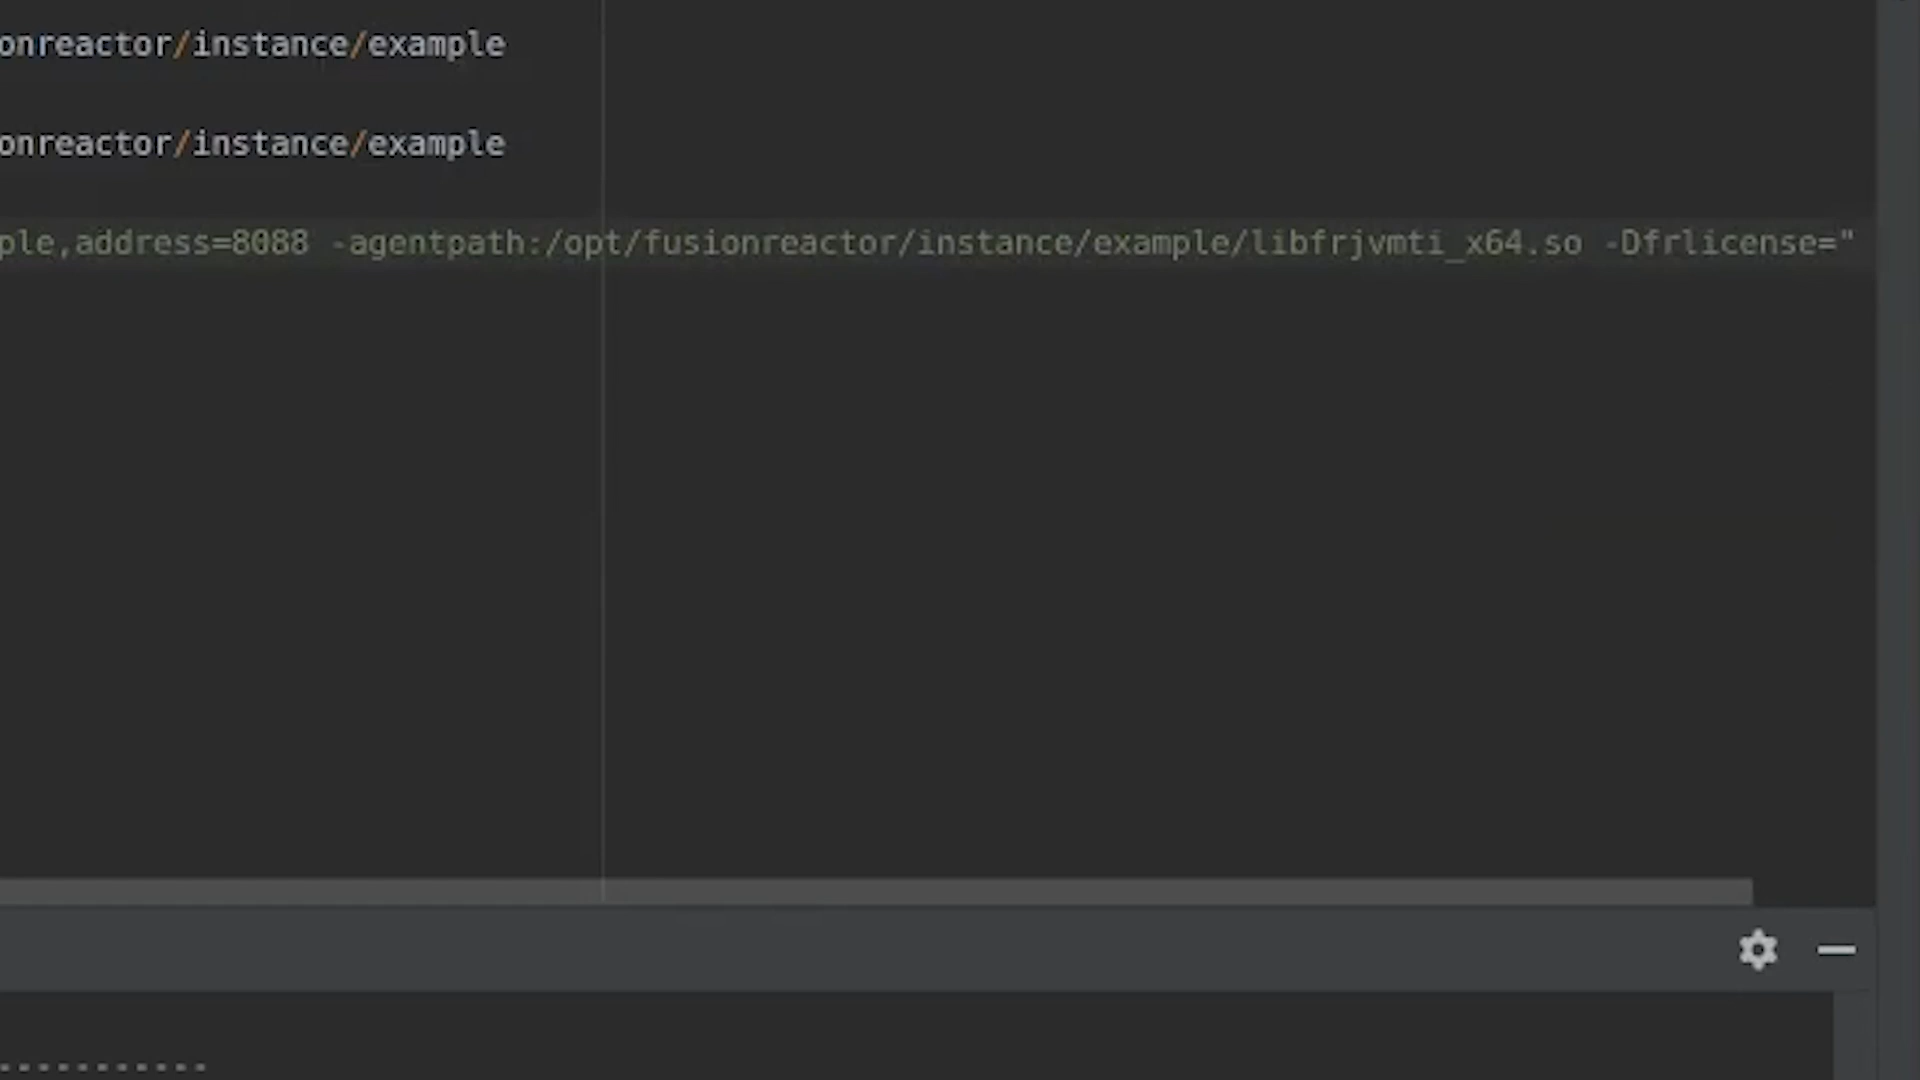 onreactor/instance/example
onreactor/instance/example
ple,address=8088 -agentpath:/opt/fusionreactor/instance/example/libfrjvmti_x64.so -Dfrlicense="
-----------